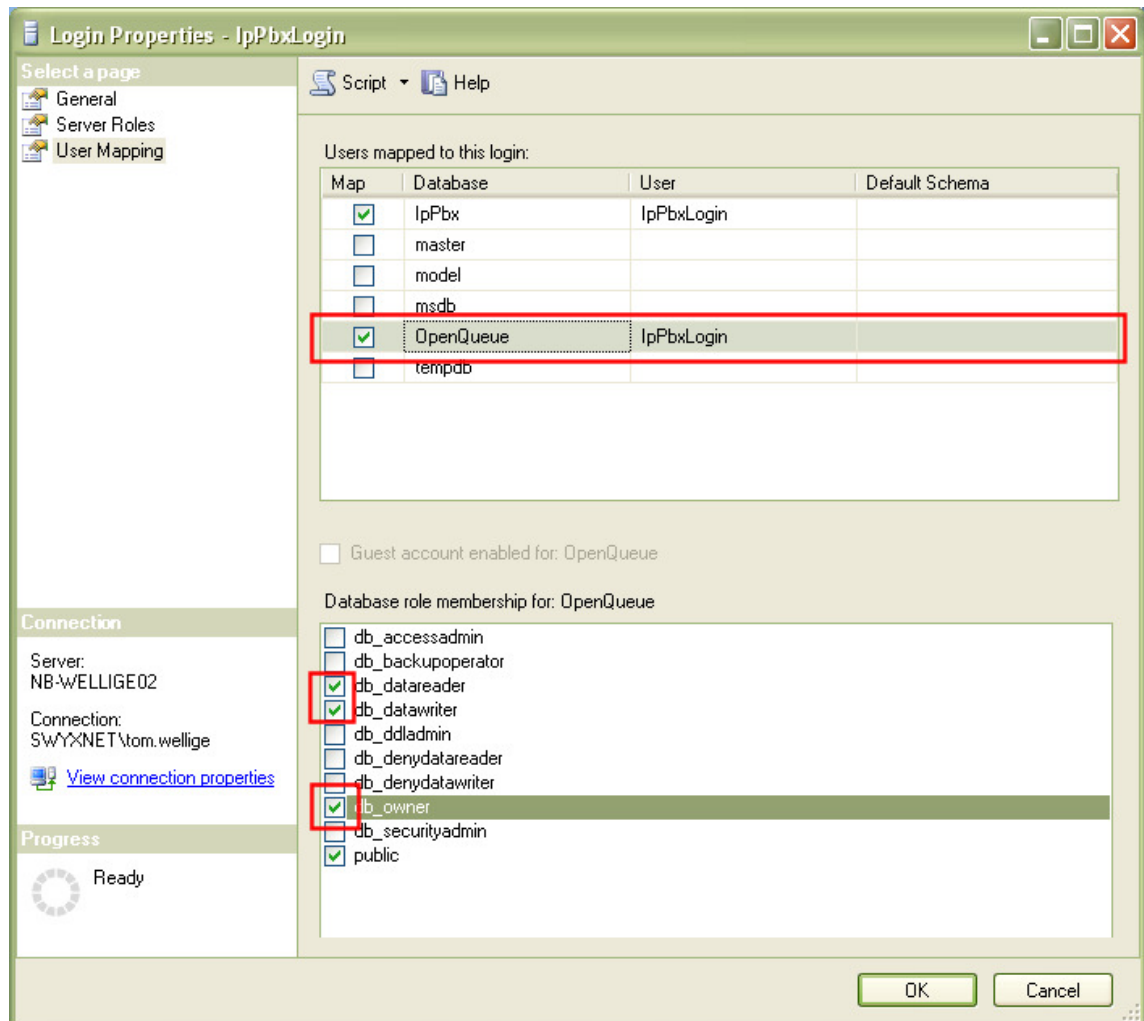 Login Properties - IpPbxLogin
Select a page
General
Server Roles
User Mapping
Script
Help
Users mapped to this login:
Map Database User Default Schema
IpPbx IpPbxLogin
master
model
msdb
OpenQueue IpPbxLogin
tempdb
Guest account enabled for: OpenQueue
Database role membership for: OpenQueue
db_accessadmin
db_backupoperator
db_datareader
db_datawriter
db_ddladmin
db_denydatareader
db_denydatawriter
db_owner
db_securityadmin
public
Connection
Server:
NB-WELLIGE02
Connection:
SWYXNET\tom.wellige
View connection properties
Progress
Ready
OK Cancel